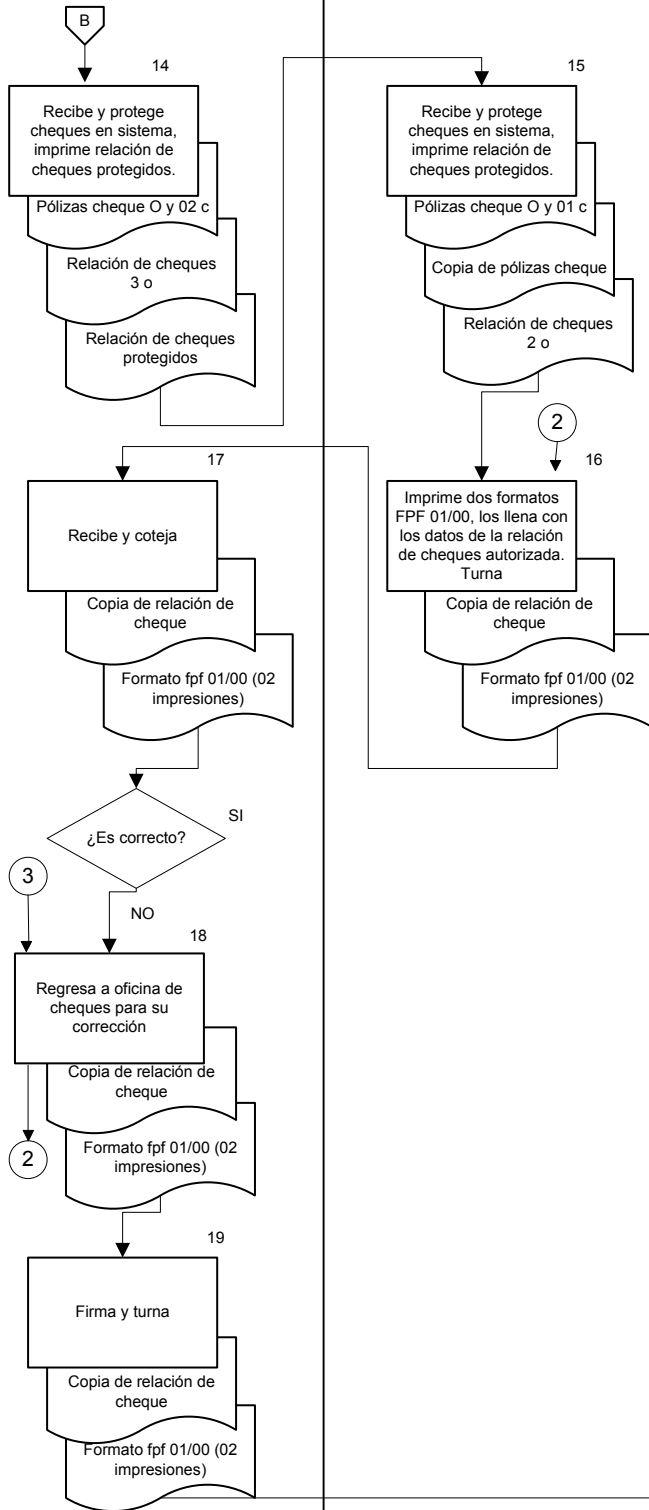 B
14
Recibe y protege
cheques en sistema,
imprime relación de
cheques protegidos.
Pólizas cheque O y 02 c
Relación de cheques
3 o
Relación de cheques
protegidos
15
Recibe y protege
cheques en sistema,
imprime relación de
cheques protegidos.
Pólizas cheque O y 01 c
Copia de pólizas cheque
Relación de cheques
2 o
2
16
Imprime dos formatos
FPF 01/00, los llena con
los datos de la relación
de cheques autorizada.
Turna
Copia de relación de
cheque
Formato fpf 01/00 (02
impresiones)
17
Recibe y coteja
Copia de relación de
cheque
Formato fpf 01/00 (02
impresiones)
¿Es correcto?
SI
NO
3
18
Regresa a oficina de
cheques para su
corrección
Copia de relación de
cheque
Formato fpf 01/00 (02
impresiones)
2
19
Firma y turna
Copia de relación de
cheque
Formato fpf 01/00 (02
impresiones)